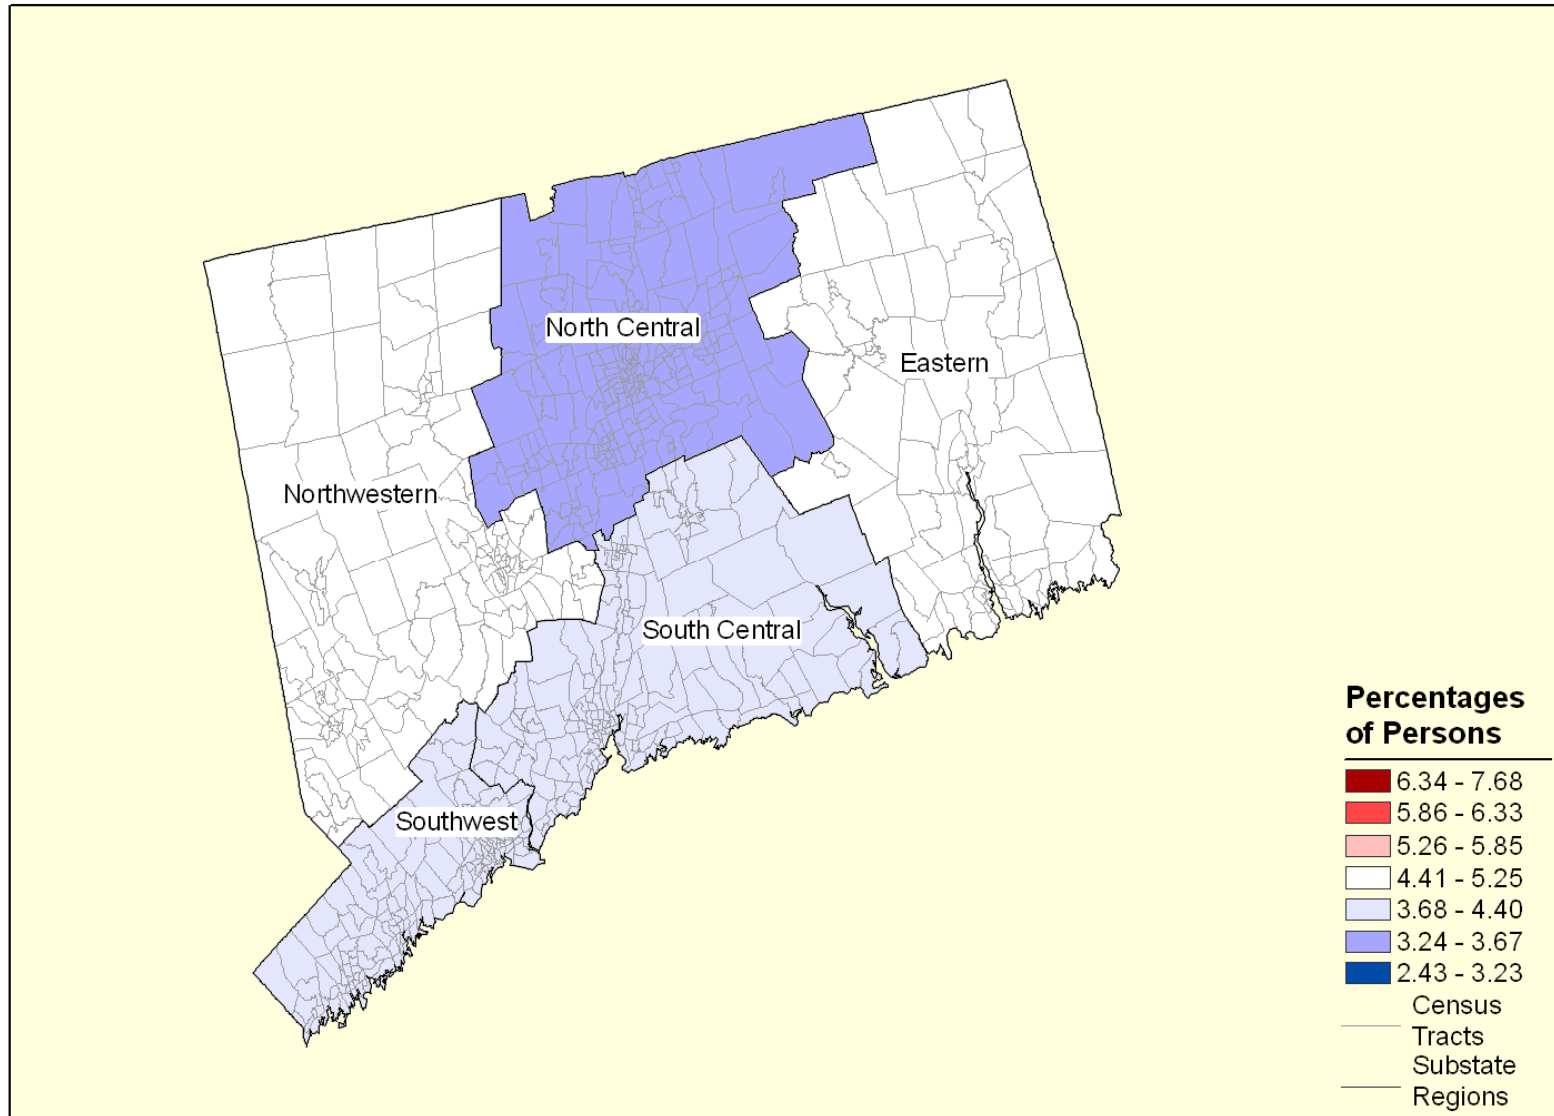 North Central
Eastern
Northwestern
South Central
Southwest
Percentages
of Persons
6.34 - 7.68
5.86 - 6.33
5.26 - 5.85
4.41 - 5.25
3.68 - 4.40
3.24 - 3.67
2.43 - 3.23
Census
Tracts
Substate
Regions